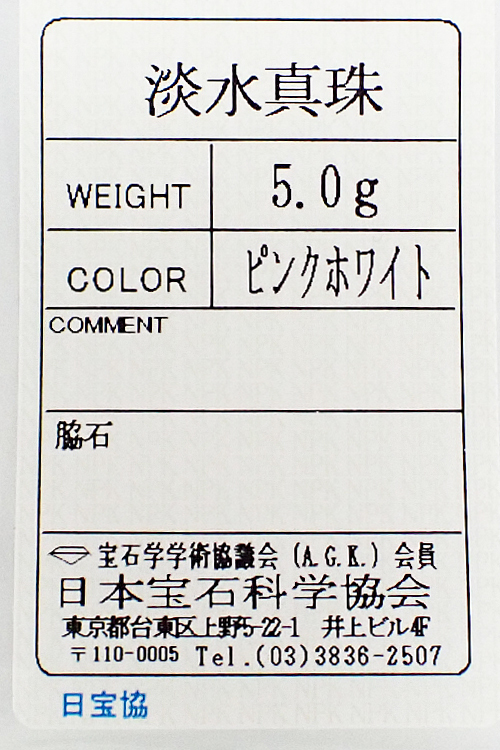 淡水真珠
WEIGHT 5.0g
COLOR ピンクホワイト
COMMENT
脇石
宝石学学術協議会(A.G.K.)会員
日本宝石科学協会
東京都台東区上野5-22-1 井上ビル4F
〒110-0005 Tel.(03)3836-2507
日宝協